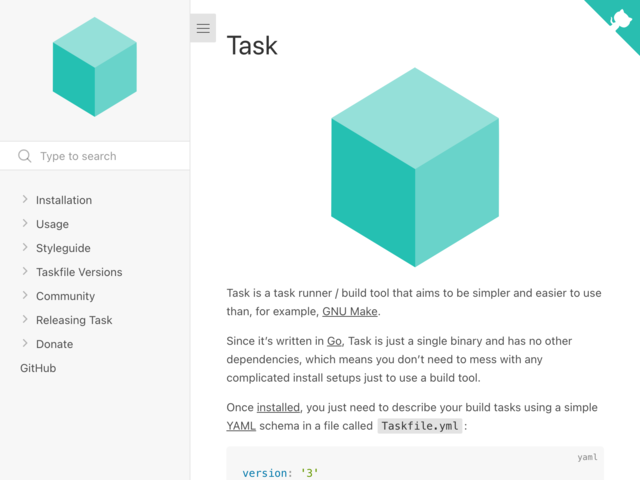 Type to search
Installation
Usage
Styleguide
Taskfile Versions
Community
Releasing Task
Donate
GitHub
Task
Task is a task runner / build tool that aims to be simpler and easier to use
than, for example, GNU Make.
Since it’s written in Go, Task is just a single binary and has no other
dependencies, which means you don’t need to mess with any
complicated install setups just to use a build tool.
Once installed, you just need to describe your build tasks using a simple
YAML schema in a file called Taskfile.yml :
yaml
version: '3'